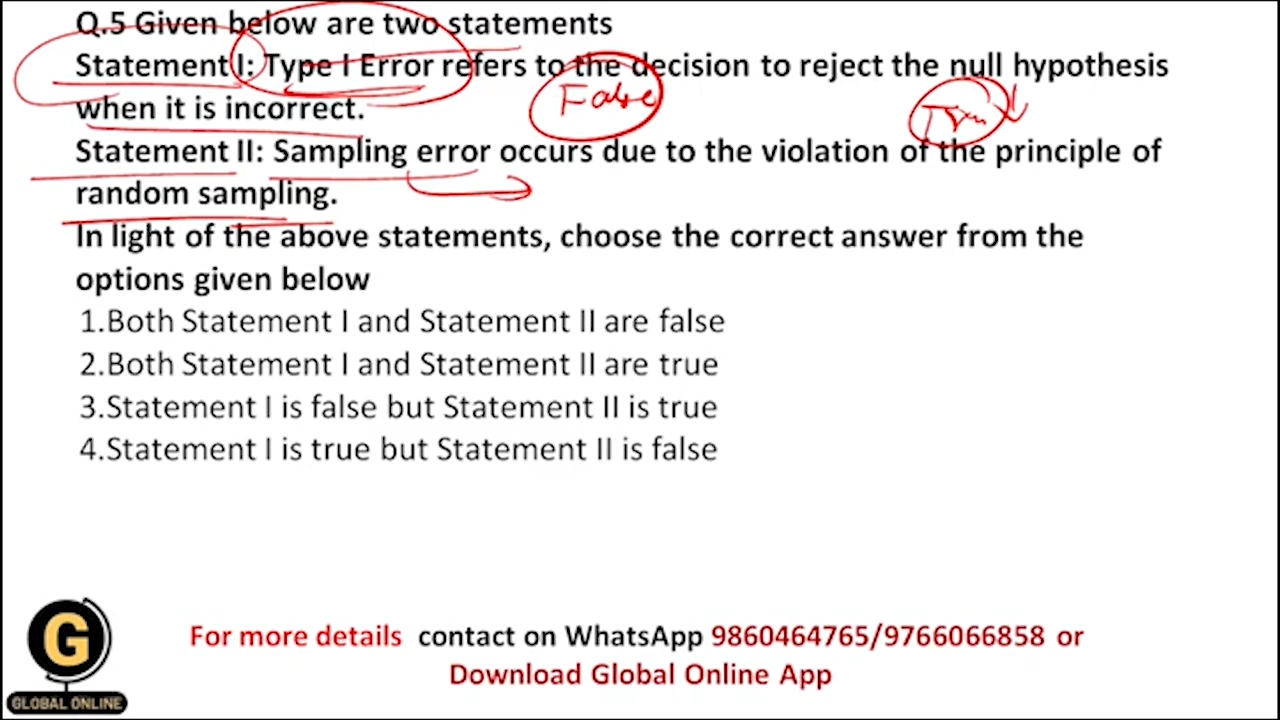 Q.5 Given below are two statements
Statement I: Type I Error refers to the decision to reject the null hypothesis
when it is incorrect.
False
True
Statement II: Sampling error occurs due to the violation of the principle of
random sampling.
In light of the above statements, choose the correct answer from the
options given below
1.Both Statement I and Statement II are false
2.Both Statement I and Statement II are true
3.Statement I is false but Statement II is true
4.Statement I is true but Statement II is false
G
GLOBAL ONLINE
For more details contact on WhatsApp 9860464765/9766066858 or
Download Global Online App